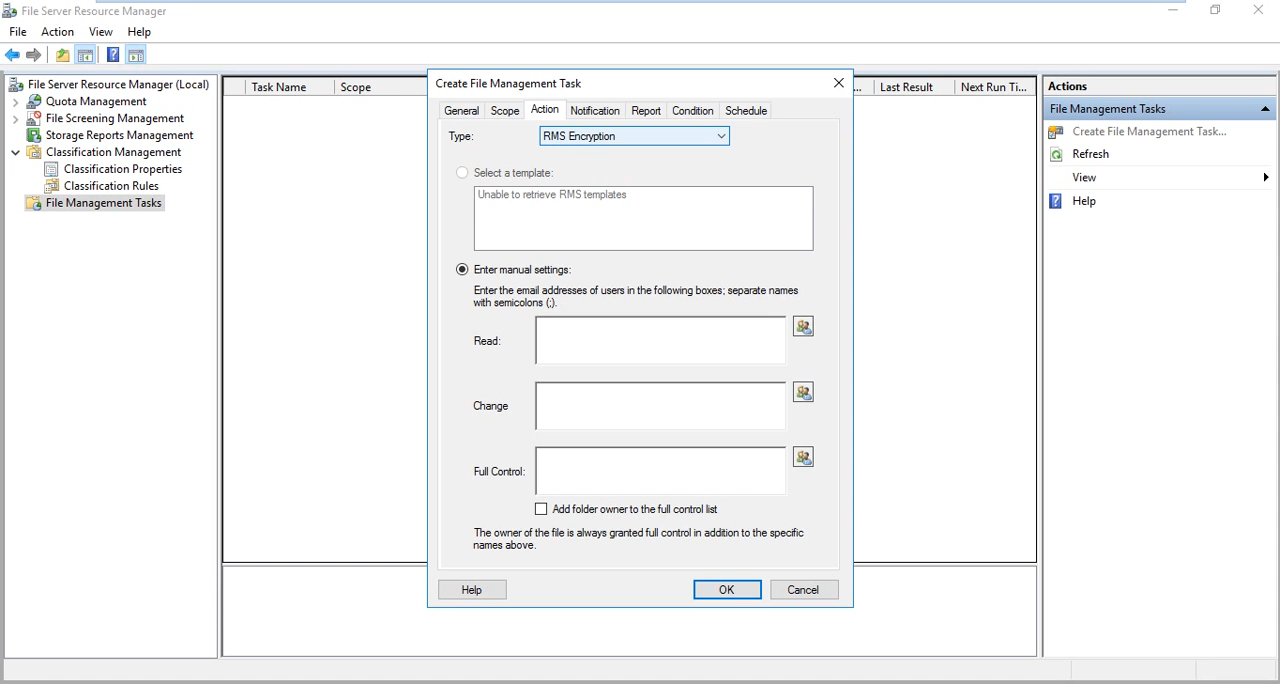 File Server Resource Manager
File Action View Help
File Server Resource Manager (Local)
Quota Management
File Screening Management
Storage Reports Management
Classification Management
Classification Properties
Classification Rules
File Management Tasks
Task Name Scope
... Last Result Next Run Ti...
Create File Management Task
General Scope Action Notification Report Condition Schedule
Type: RMS Encryption
Select a template:
Unable to retrieve RMS templates
Enter manual settings:
Enter the email addresses of users in the following boxes; separate names
with semicolons (;).
Read:
Change
Full Control:
Add folder owner to the full control list
The owner of the file is always granted full control in addition to the specific
names above.
Help OK Cancel
Actions
File Management Tasks
Create File Management Task...
Refresh
View
Help